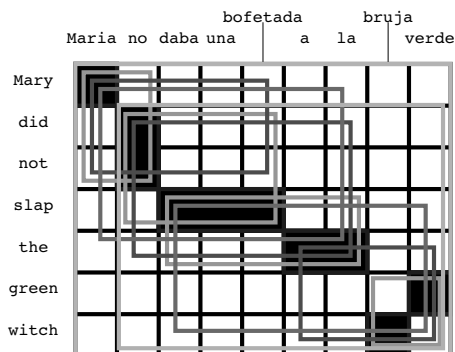 bofetada bruja
Maria no daba una a la verde
Mary
did
not
slap
the
green
witch